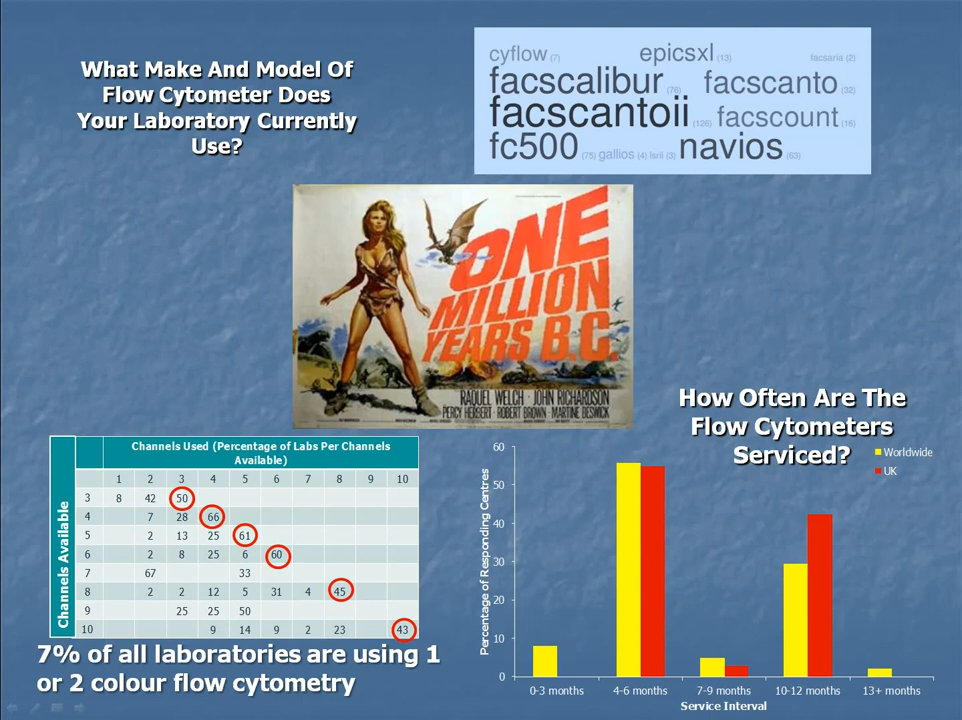 What Make And Model Of
Flow Cytometer Does
Your Laboratory Currently
Use?
cyflow (7) epicsxl (13) facsaria (2)
facscalibur (76) facscanto (32)
facscantoii (126) facscount (16)
fc500 (75) gallios (4) lsrii (3) navios (63)
ONE
MILLION
YEARS B.C.
RAQUEL WELCH · JOHN RICHARDSON
PERCY HERBERT · ROBERT BROWN · MARTINE BESWICK
Channels Used (Percentage of Labs Per Channels
Available)
Channels Available
1 2 3 4 5 6 7 8 9 10
3 8 42 50
4 7 28 66
5 2 13 25 61
6 2 8 25 6 60
7 67 33
8 2 2 12 5 31 4 45
9 25 25 50
10 9 14 9 2 23 43
7% of all laboratories are using 1
or 2 colour flow cytometry
How Often Are The
Flow Cytometers
Serviced?
Worldwide
UK
Percentage of Responding Centres
60
50
40
30
20
10
0
0-3 months 4-6 months 7-9 months 10-12 months 13+ months
Service Interval